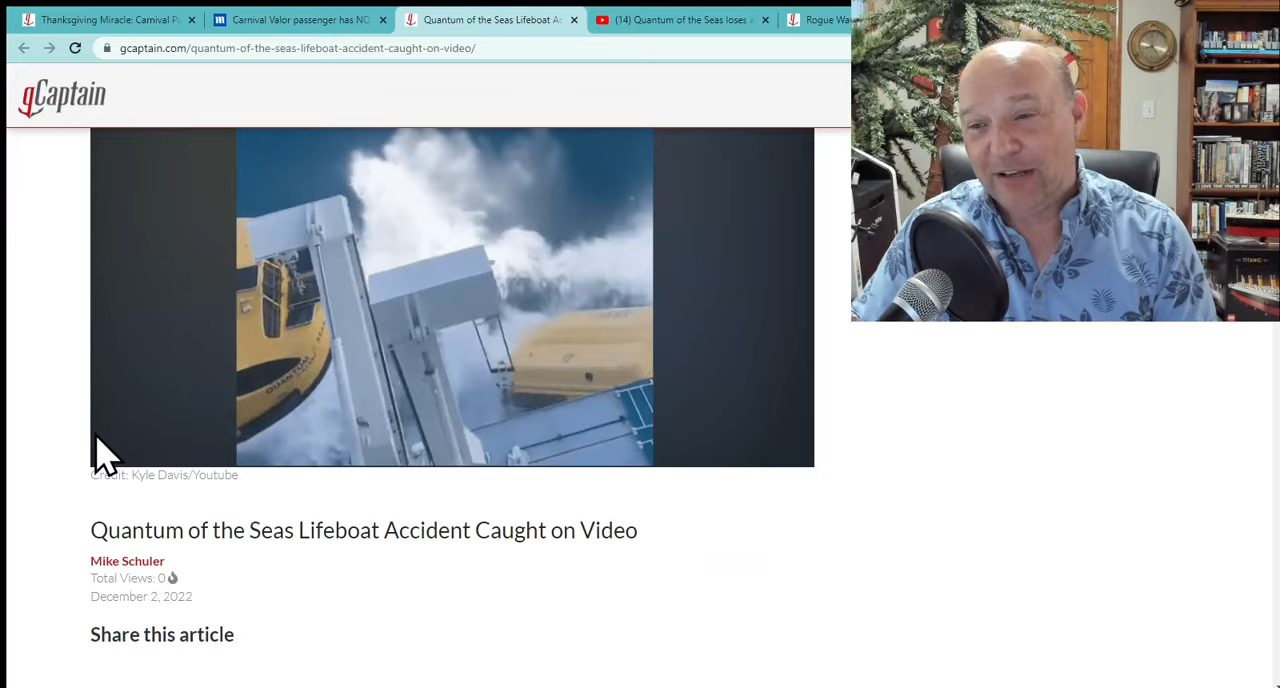 Thanksgiving Miracle: Carnival P
Carnival Valor passenger has NO
Quantum of the Seas Lifeboat Ac
(14) Quantum of the Seas loses a
Rogue Wav
gcaptain.com/quantum-of-the-seas-lifeboat-accident-caught-on-video/
gCaptain
QUANTUM
TITANIC
Credit: Kyle Davis/Youtube
Quantum of the Seas Lifeboat Accident Caught on Video
Mike Schuler
Total Views: 0
December 2, 2022
Share this article